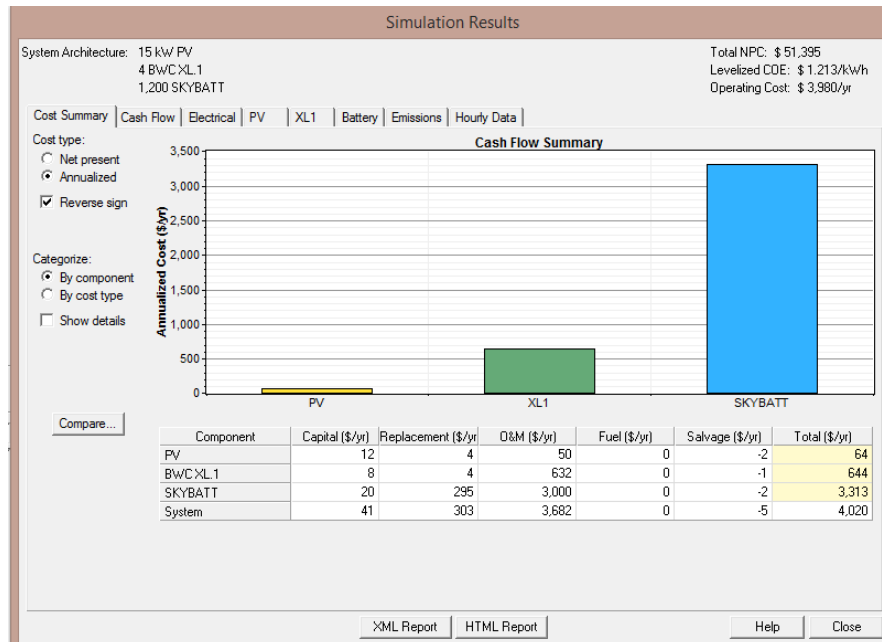 Simulation Results
System Architecture: 15 kW PV
4 BWC XL.1
1,200 SKYBATT
Total NPC: $ 51,395
Levelized COE: $ 1.213/kWh
Operating Cost: $ 3,980/yr
Cost Summary Cash Flow Electrical PV XL1 Battery Emissions Hourly Data
Cost type:
Net present
Annualized
Reverse sign
Categorize:
By component
By cost type
Show details
Compare...
Cash Flow Summary
Annualized Cost ($/yr)
3,500
3,000
2,500
2,000
1,500
1,000
500
0
PV XL1 SKYBATT
Component Capital ($/yr) Replacement ($/yr O&M ($/yr) Fuel ($/yr) Salvage ($/yr) Total ($/yr)
PV 12 4 50 0 -2 64
BWC XL.1 8 4 632 0 -1 644
SKYBATT 20 295 3,000 0 -2 3,313
System 41 303 3,682 0 -5 4,020
XML Report HTML Report Help Close